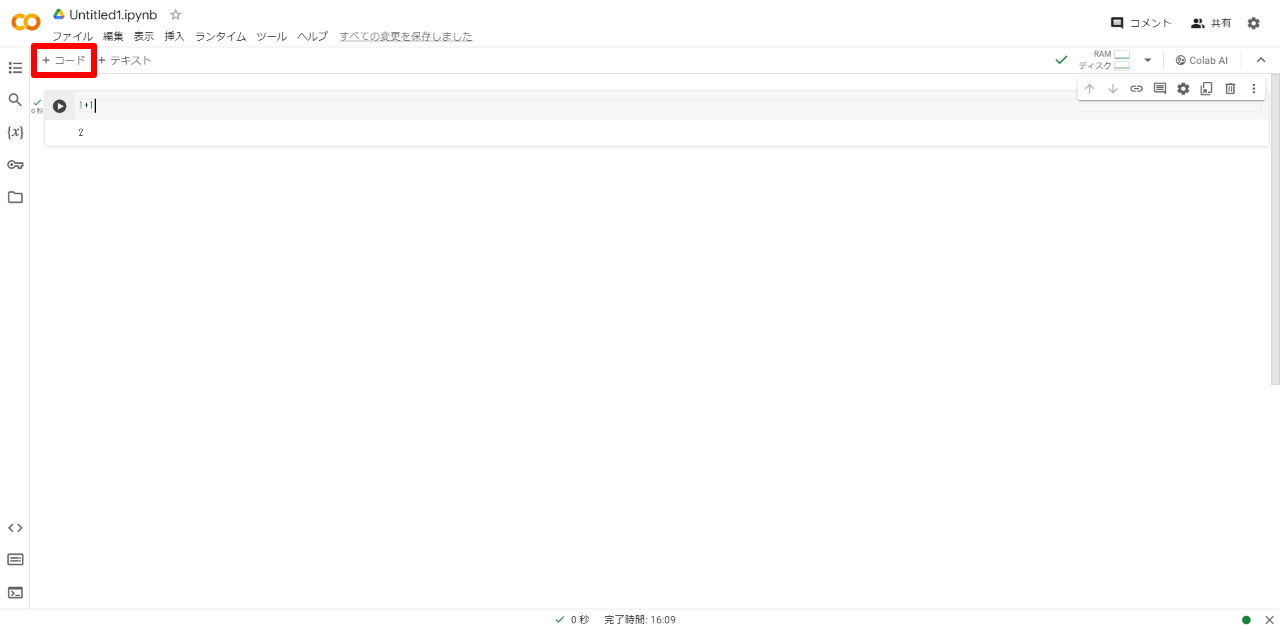 Untitled1.ipynb
コメント 共有
ファイル 編集 表示 挿入 ランタイム ツール ヘルプ すべての変更を保存しました
+ コード + テキスト
RAM
ディスク
Colab AI
{x}
0 秒
1+1
2
0 秒 完了時間: 16:09